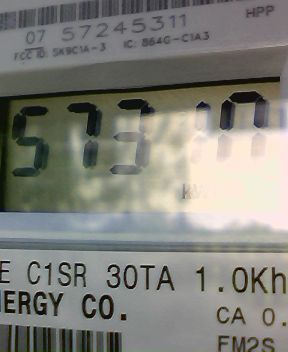 HPP
07 57245311
FCC ID: SK9C1A-3 IC: 864G-C1A3
573
E C1SR 30TA 1.0Kh
NERGY CO.
CA 0.
FM2S